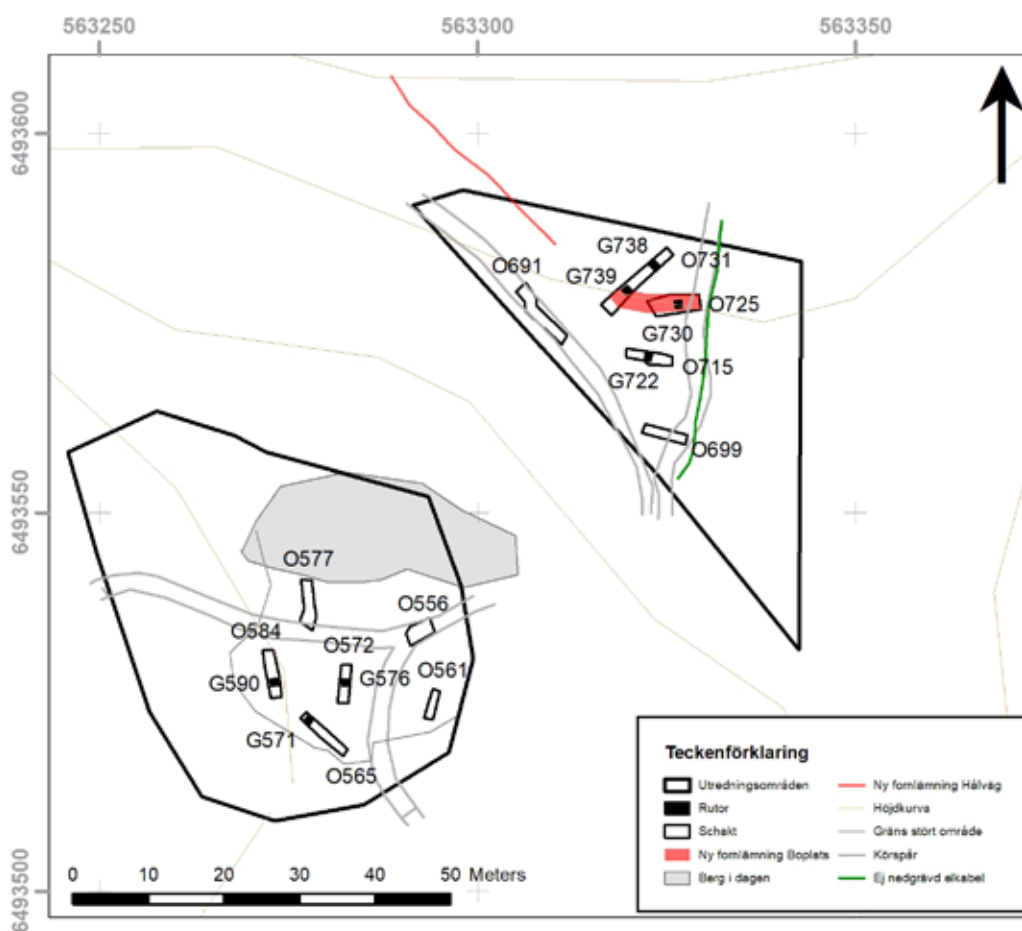 563250 563300 563350
6493600
6493550
6493500
G738
O731
G739
O691
O725
G730
G722
O715
O699
O577
O556
O584
O572
O561
G590
G576
G571
O565
0 10 20 30 40 50 Meters
Teckenförklaring
Utredningsområden
Rutor
Schakt
Ny fornlämning Boplats
Berg i dagen
Ny fornlämning Hålväg
Höjdkurva
Gräns stört område
Körspår
Ej nedgrävd elkabel